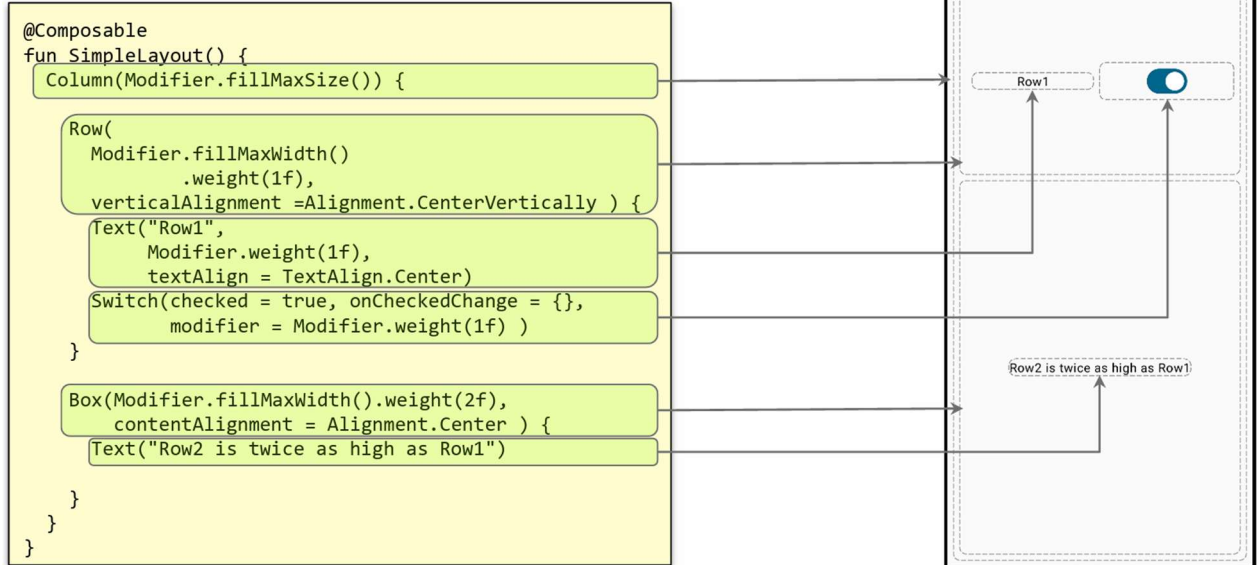 @Composable
fun SimpleLayout() {
Column(Modifier.fillMaxSize()) {
Row(
Modifier.fillMaxWidth()
.weight(1f),
verticalAlignment =Alignment.CenterVertically ) {
Text("Row1",
Modifier.weight(1f),
textAlign = TextAlign.Center)
Switch(checked = true, onCheckedChange = {},
modifier = Modifier.weight(1f) )
}
Box(Modifier.fillMaxWidth().weight(2f),
contentAlignment = Alignment.Center ) {
Text("Row2 is twice as high as Row1")
}
}
}
Row1
Row2 is twice as high as Row1